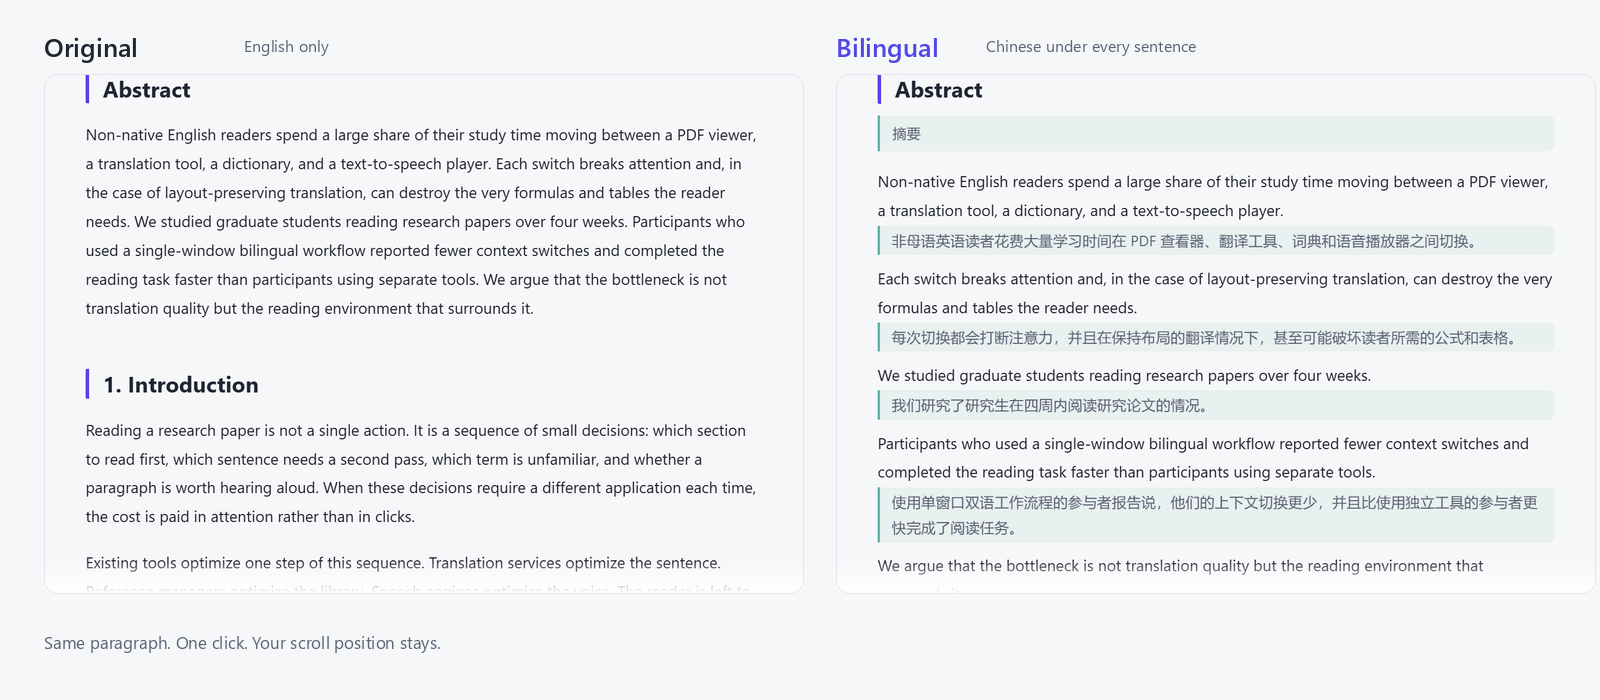 Original
English only
Abstract
Non-native English readers spend a large share of their study time moving between a PDF viewer,
a translation tool, a dictionary, and a text-to-speech player. Each switch breaks attention and, in
the case of layout-preserving translation, can destroy the very formulas and tables the reader
needs. We studied graduate students reading research papers over four weeks. Participants who
used a single-window bilingual workflow reported fewer context switches and completed the
reading task faster than participants using separate tools. We argue that the bottleneck is not
translation quality but the reading environment that surrounds it.
1. Introduction
Reading a research paper is not a single action. It is a sequence of small decisions: which section
to read first, which sentence needs a second pass, which term is unfamiliar, and whether a
paragraph is worth hearing aloud. When these decisions require a different application each time,
the cost is paid in attention rather than in clicks.
Existing tools optimize one step of this sequence. Translation services optimize the sentence.
Reference managers optimize the library. Speech engines optimize the voice. The reader is left to
Bilingual
Chinese under every sentence
Abstract
摘要
Non-native English readers spend a large share of their study time moving between a PDF viewer,
a translation tool, a dictionary, and a text-to-speech player.
非母语英语读者花费大量学习时间在 PDF 查看器、翻译工具、词典和语音播放器之间切换。
Each switch breaks attention and, in the case of layout-preserving translation, can destroy the very
formulas and tables the reader needs.
每次切换都会打断注意力，并且在保持布局的翻译情况下，甚至可能破坏读者所需的公式和表格。
We studied graduate students reading research papers over four weeks.
我们研究了研究生在四周内阅读研究论文的情况。
Participants who used a single-window bilingual workflow reported fewer context switches and
completed the reading task faster than participants using separate tools.
使用单窗口双语工作流程的参与者报告说，他们的上下文切换更少，并且比使用独立工具的参与者更
快完成了阅读任务。
We argue that the bottleneck is not translation quality but the reading environment that
Same paragraph. One click. Your scroll position stays.